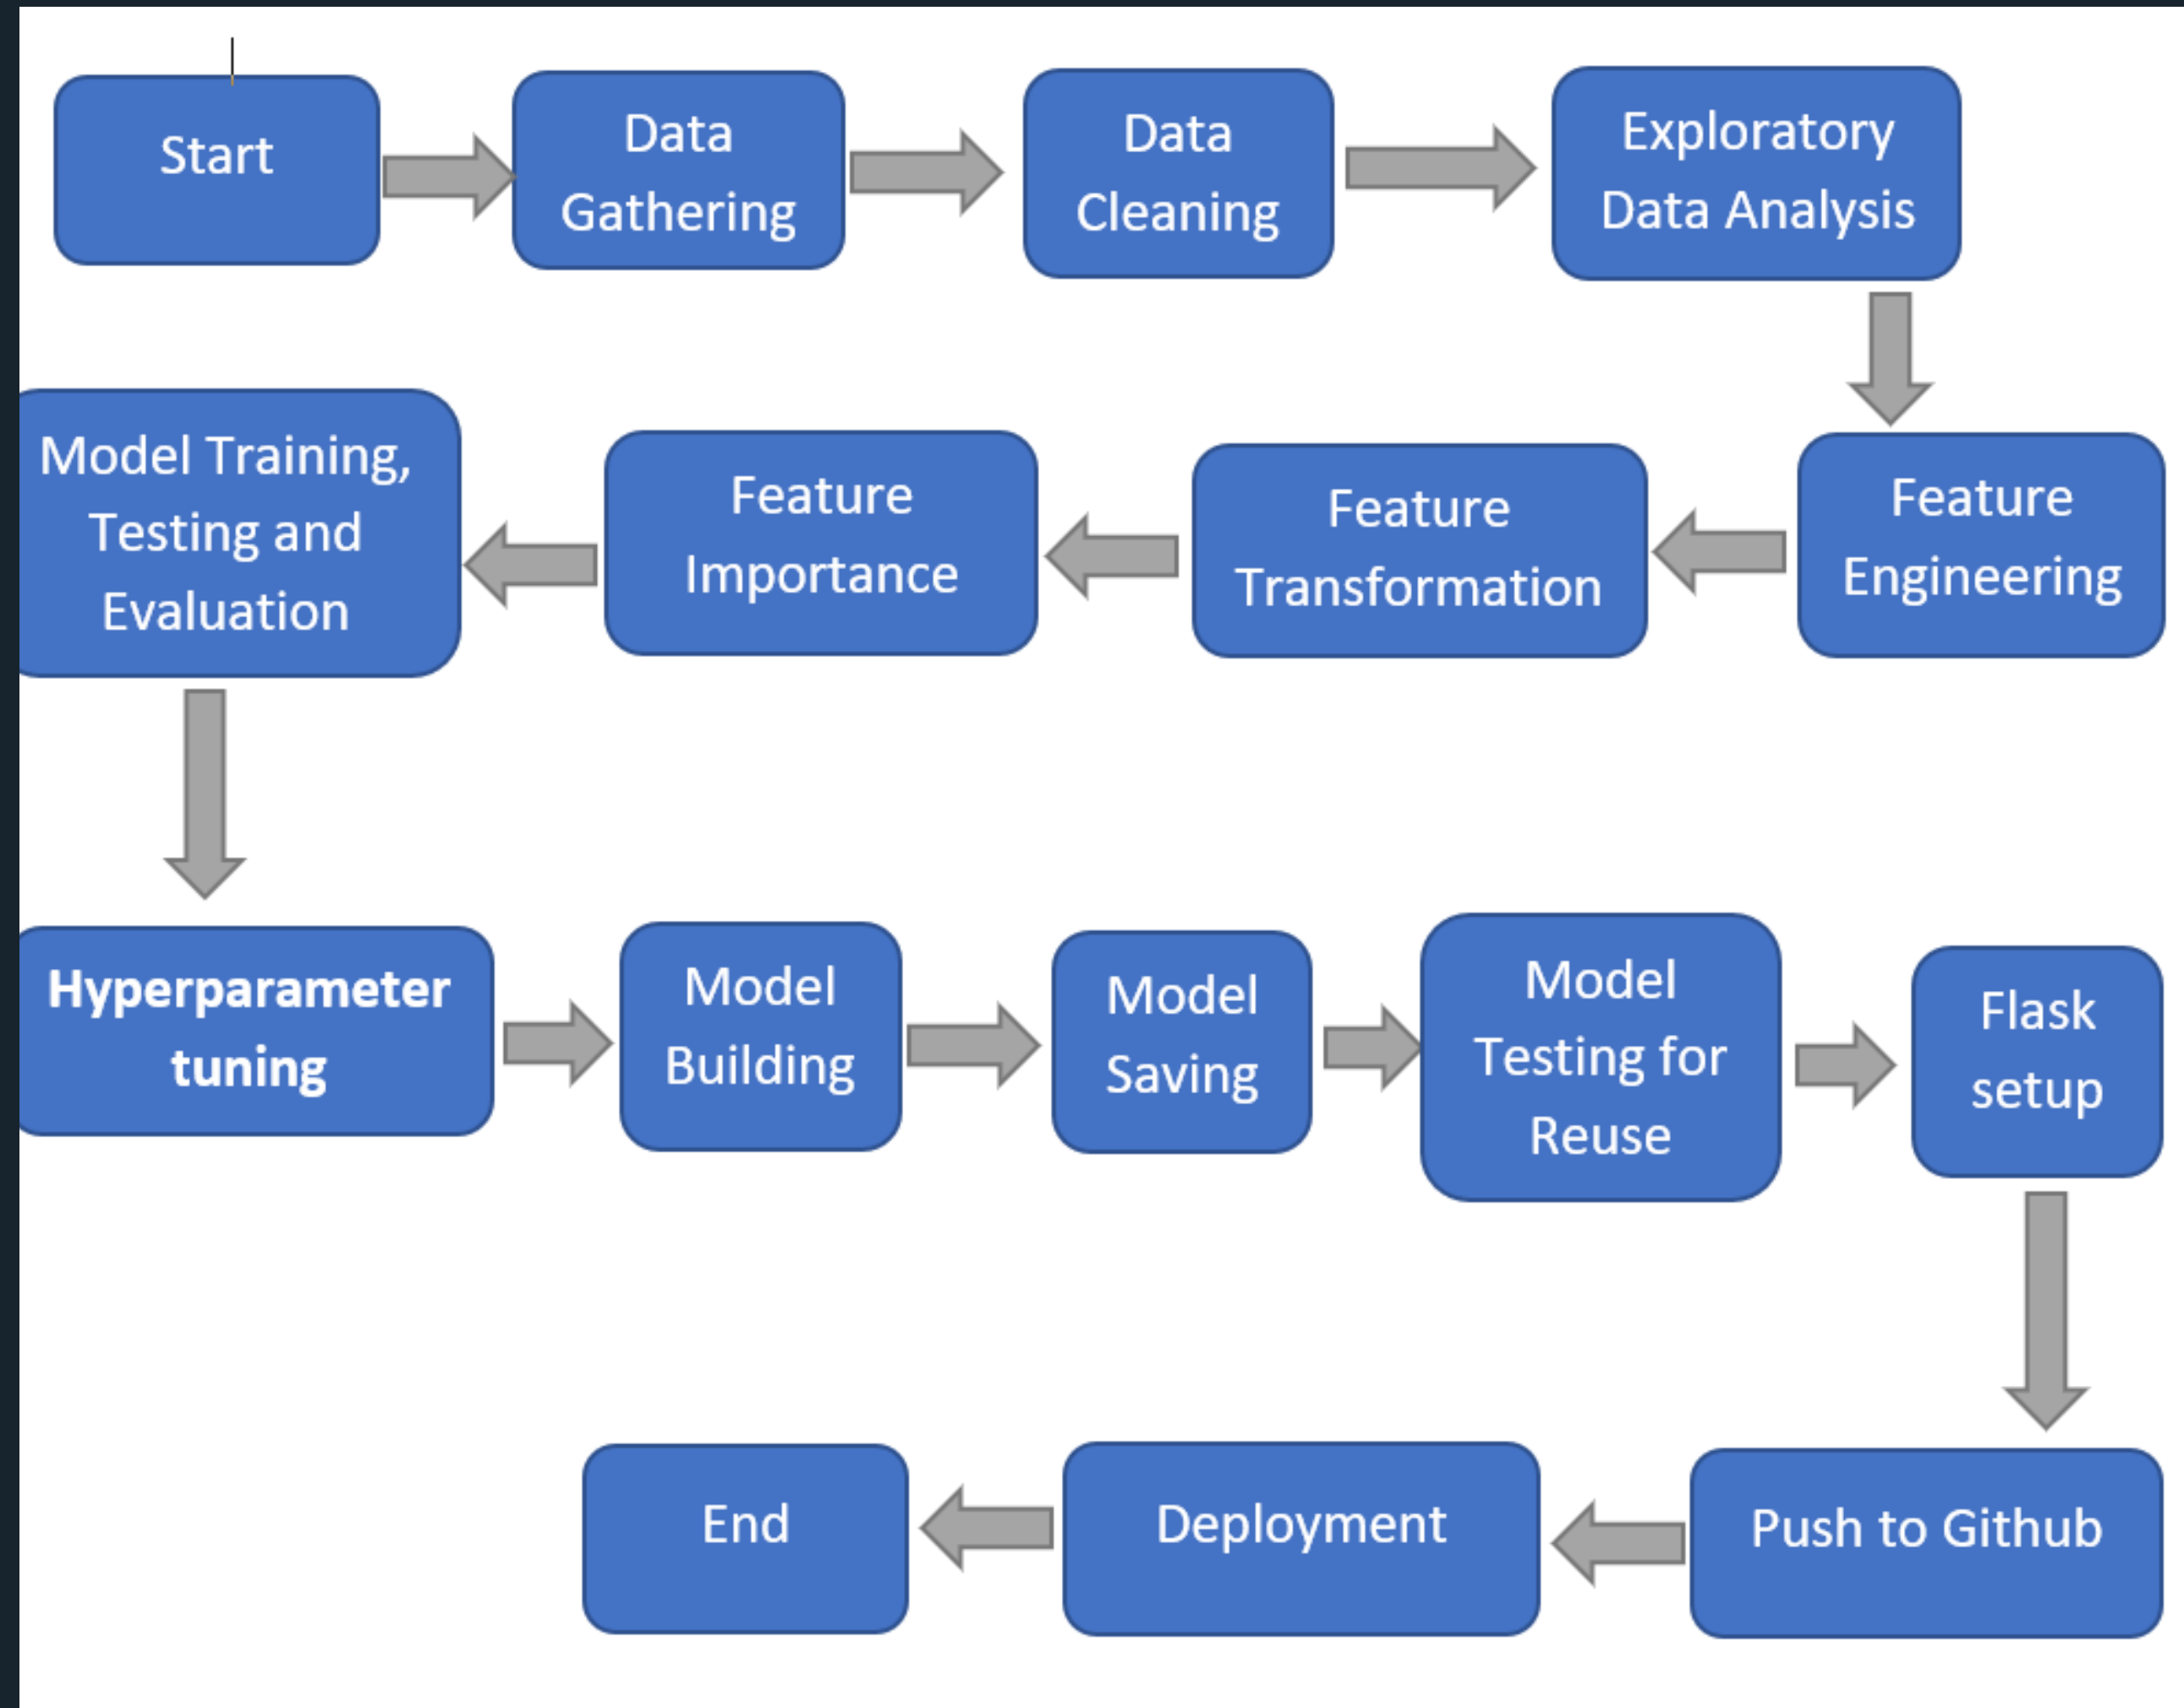 Start
Data
Gathering
Data
Cleaning
Exploratory
Data Analysis
Feature
Engineering
Feature
Transformation
Feature
Importance
Model Training,
Testing and
Evaluation
Hyperparameter
tuning
Model
Building
Model
Saving
Model
Testing for
Reuse
Flask
setup
Push to Github
Deployment
End